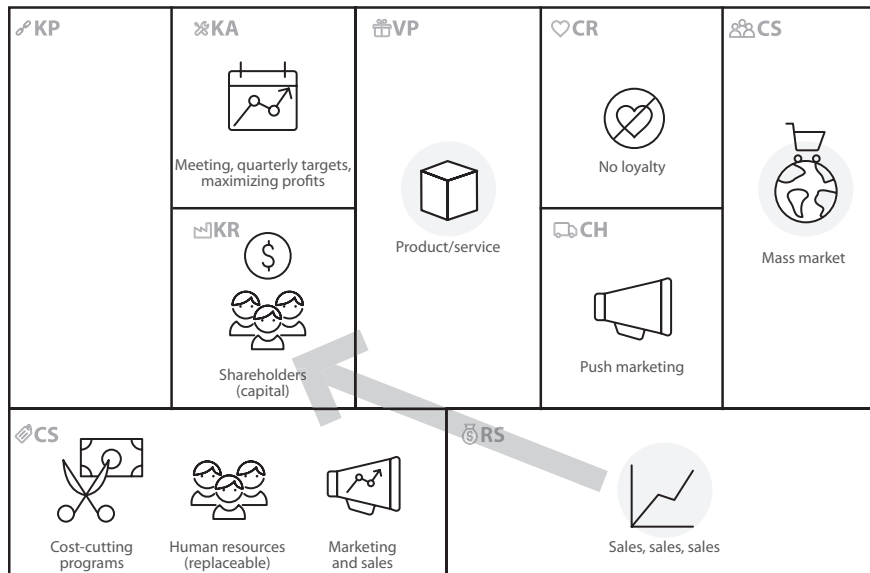 KP
KA
Meeting, quarterly targets,
maximizing profits
KR
$
Shareholders
(capital)
VP
Product/service
CR
No loyalty
CH
Push marketing
CS
Mass market
CS
$
Cost-cutting
programs
Human resources
(replaceable)
Marketing
and sales
$
RS
Sales, sales, sales